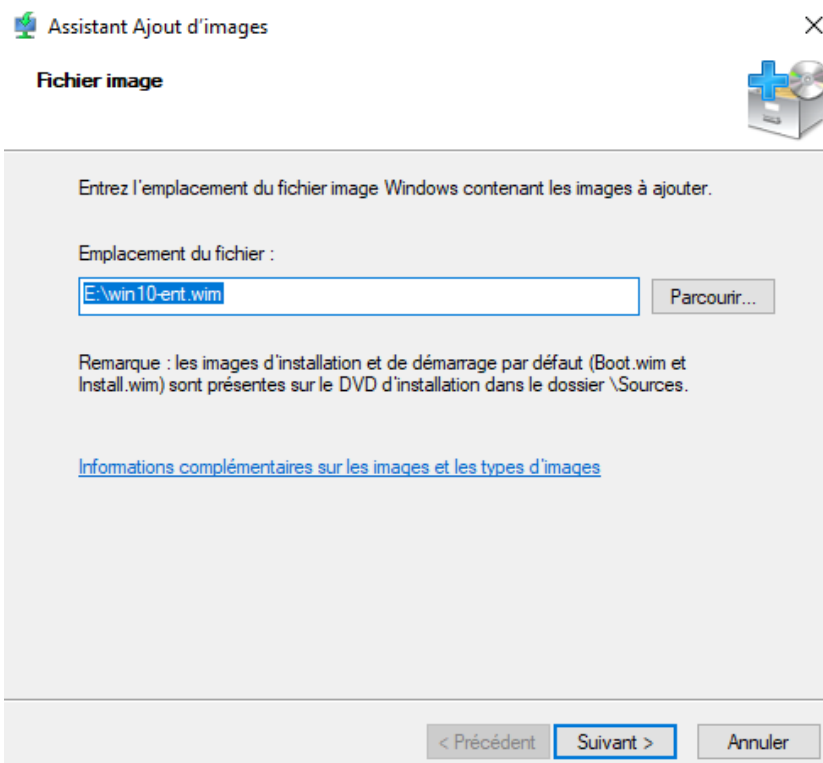 Assistant Ajout d'images
Fichier image
Entrez l'emplacement du fichier image Windows contenant les images à ajouter.
Emplacement du fichier :
E:\win10-ent.wim
Parcourir...
Remarque : les images d'installation et de démarrage par défaut (Boot.wim et
Install.wim) sont présentes sur le DVD d'installation dans le dossier \Sources.
Informations complémentaires sur les images et les types d'images
< Précédent
Suivant >
Annuler